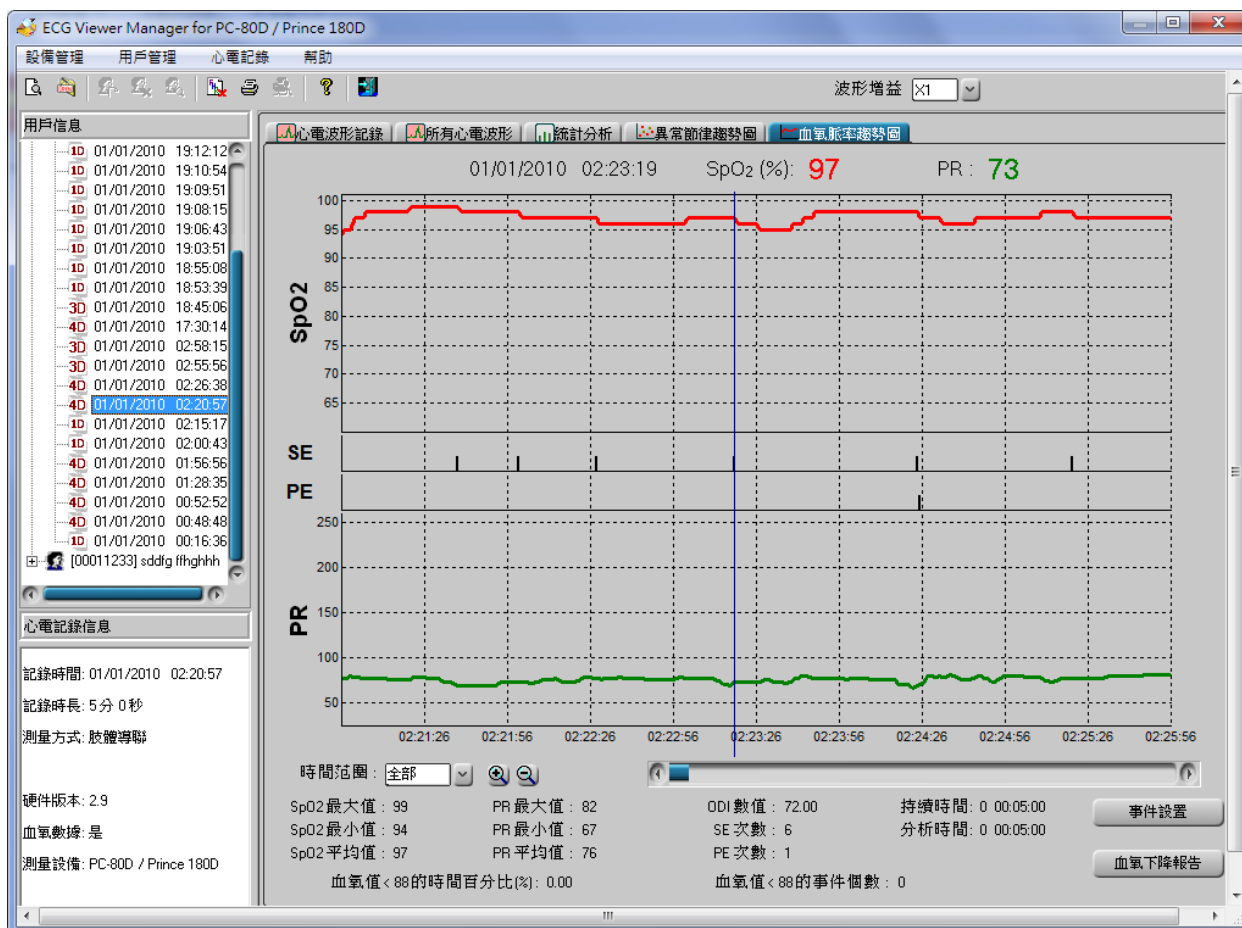 ECG Viewer Manager for PC-80D / Prince 180D
設備管理 用戶管理 心電記錄 幫助
波形增益 X1
用戶信息
1D 01/01/2010 19:12:12
1D 01/01/2010 19:10:54
1D 01/01/2010 19:09:51
1D 01/01/2010 19:08:15
1D 01/01/2010 19:06:43
1D 01/01/2010 19:03:51
1D 01/01/2010 18:55:08
1D 01/01/2010 18:53:39
3D 01/01/2010 18:45:06
4D 01/01/2010 17:30:14
3D 01/01/2010 02:58:15
3D 01/01/2010 02:55:56
4D 01/01/2010 02:26:38
4D 01/01/2010 02:20:57
1D 01/01/2010 02:15:17
1D 01/01/2010 02:00:43
4D 01/01/2010 01:56:56
4D 01/01/2010 01:28:35
4D 01/01/2010 00:52:52
4D 01/01/2010 00:48:48
1D 01/01/2010 00:16:36
[00011233] sddfg ffhghhh
心電記錄信息
記錄時間: 01/01/2010 02:20:57
記錄時長: 5分 0秒
測量方式: 肢體導聯
硬件版本: 2.9
血氧數據: 是
測量設備: PC-80D / Prince 180D
心電波形記錄 所有心電波形 統計分析 異常節律趨勢圖 血氧脈率趨勢圖
01/01/2010 02:23:19 SpO2 (%): 97 PR : 73
SpO2
100
95
90
85
80
75
70
65
SE
PE
PR
250
200
150
100
50
02:21:26 02:21:56 02:22:26 02:22:56 02:23:26 02:23:56 02:24:26 02:24:56 02:25:26 02:25:56
時間范圍 : 全部
SpO2最大值 : 99 PR最大值 : 82 ODI數值 : 72.00 持續時間: 0 00:05:00
事件設置
SpO2最小值 : 94 PR最小值 : 67 SE次數 : 6 分析時間: 0 00:05:00
SpO2平均值 : 97 PR平均值 : 76 PE次數 : 1
血氧下降報告
血氧值<88的時間百分比(%): 0.00 血氧值<88的事件個數 : 0